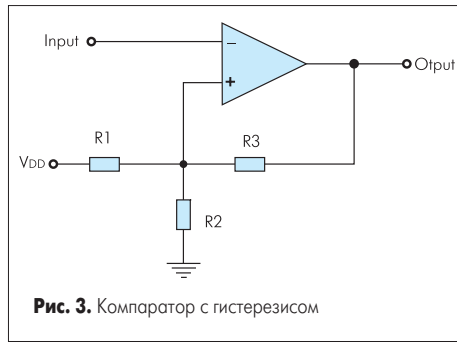 Input
−
+
Otput
R1
R3
VDD
R2
Рис. 3. Компаратор с гистерезисом